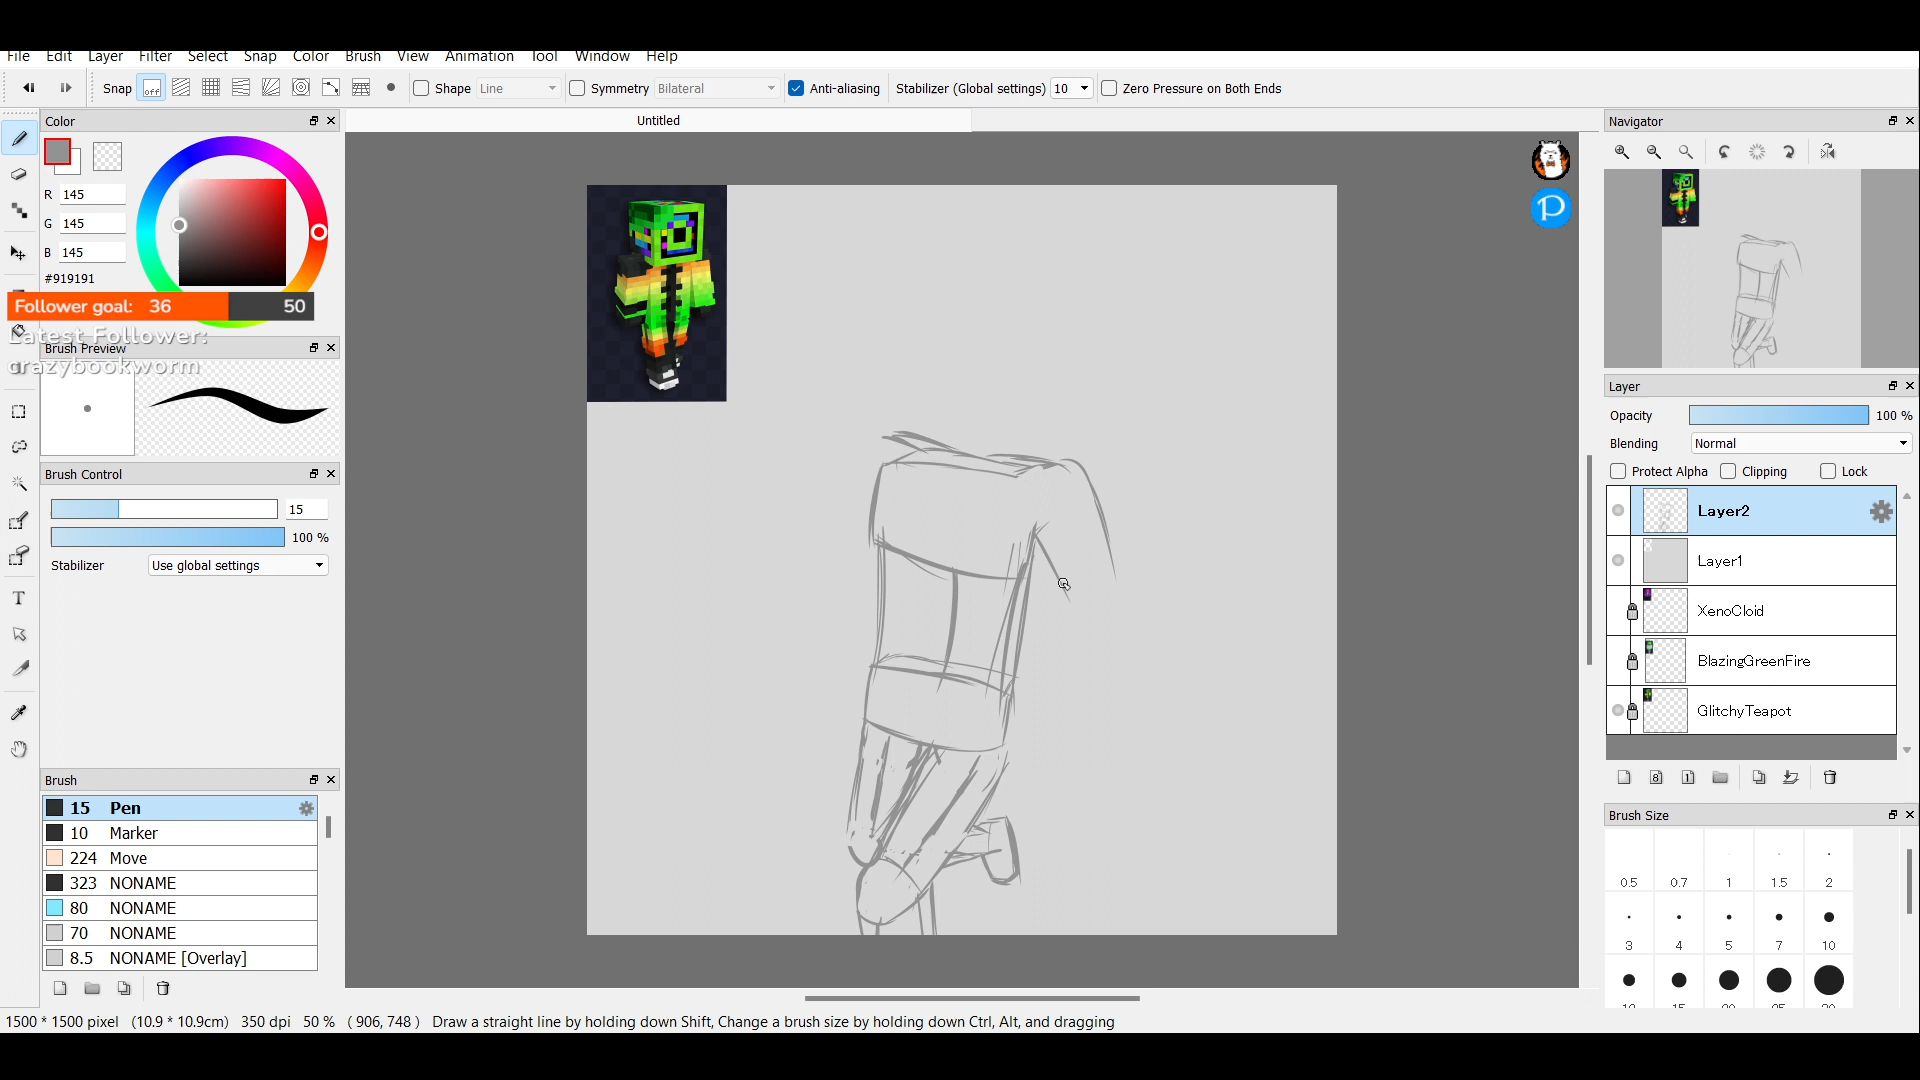 File Edit Layer Filter Select Snap Color Brush View Animation Tool Window Help
Snap off Shape Line Symmetry Bilateral Anti-aliasing Stabilizer (Global settings) 10 Zero Pressure on Both Ends
Color
Untitled
Navigator
R 145
G 145
B 145
#919191
Follower goal: 36 50
Latest Follower:
crazybookworm
Brush Preview
Brush Control
15
100 %
Stabilizer Use global settings
Brush
15 Pen
10 Marker
224 Move
323 NONAME
80 NONAME
70 NONAME
8.5 NONAME [Overlay]
P
Layer
Opacity 100 %
Blending Normal
Protect Alpha Clipping Lock
Layer2
Layer1
XenoCloid
BlazingGreenFire
GlitchyTeapot
8 1
Brush Size
0.5 0.7 1 1.5 2
3 4 5 7 10
T
1500 * 1500 pixel (10.9 * 10.9cm) 350 dpi 50 % ( 906, 748 ) Draw a straight line by holding down Shift, Change a brush size by holding down Ctrl, Alt, and dragging